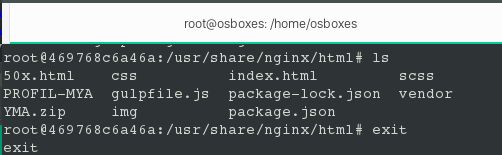 root@osboxes: /home/osboxes
root@469768c6a46a:/usr/share/nginx/html# ls
50x.html     css          index.html         scss
PROFIL-MYA   gulpfile.js  package-lock.json  vendor
YMA.zip      img          package.json
root@469768c6a46a:/usr/share/nginx/html# exit
exit